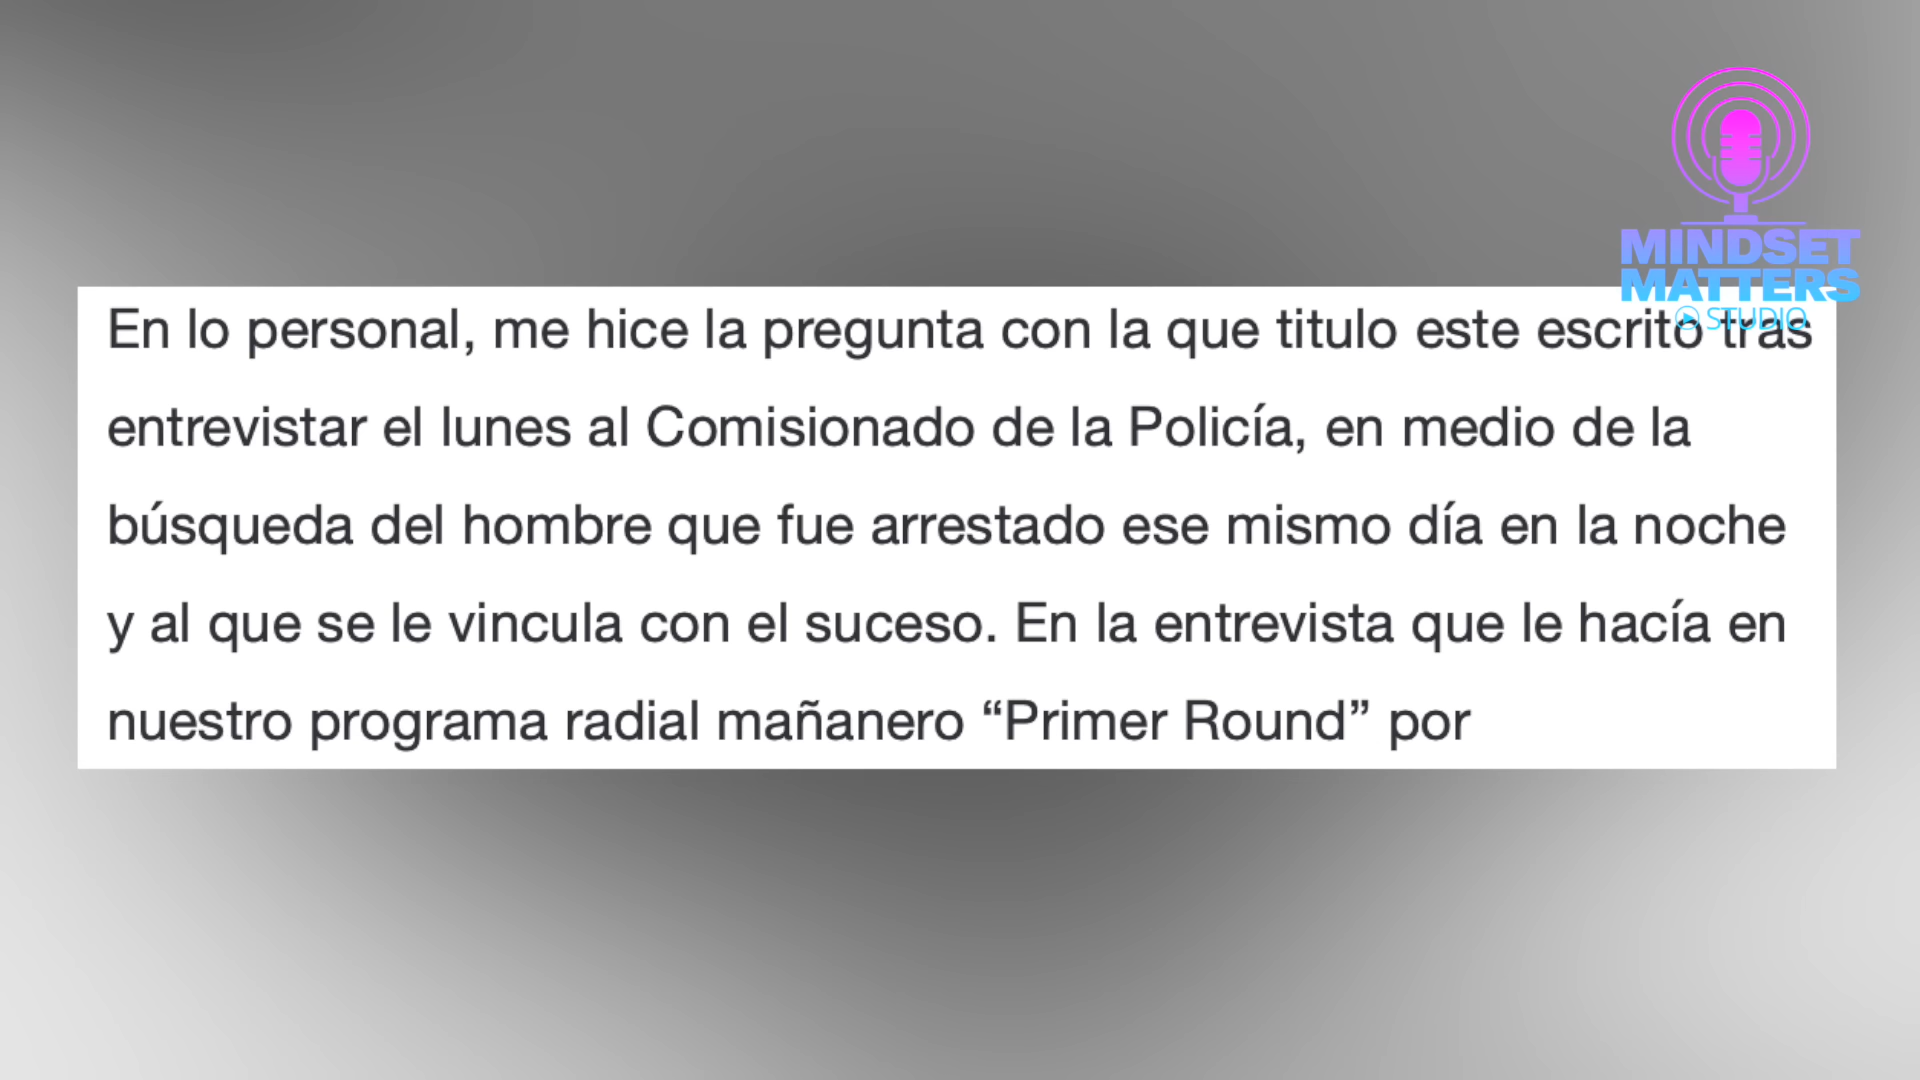 MINDSET
MATTERS
STUDIO
En lo personal, me hice la pregunta con la que titulo este escrito tras
entrevistar el lunes al Comisionado de la Policía, en medio de la
búsqueda del hombre que fue arrestado ese mismo día en la noche
y al que se le vincula con el suceso. En la entrevista que le hacía en
nuestro programa radial mañanero “Primer Round” por